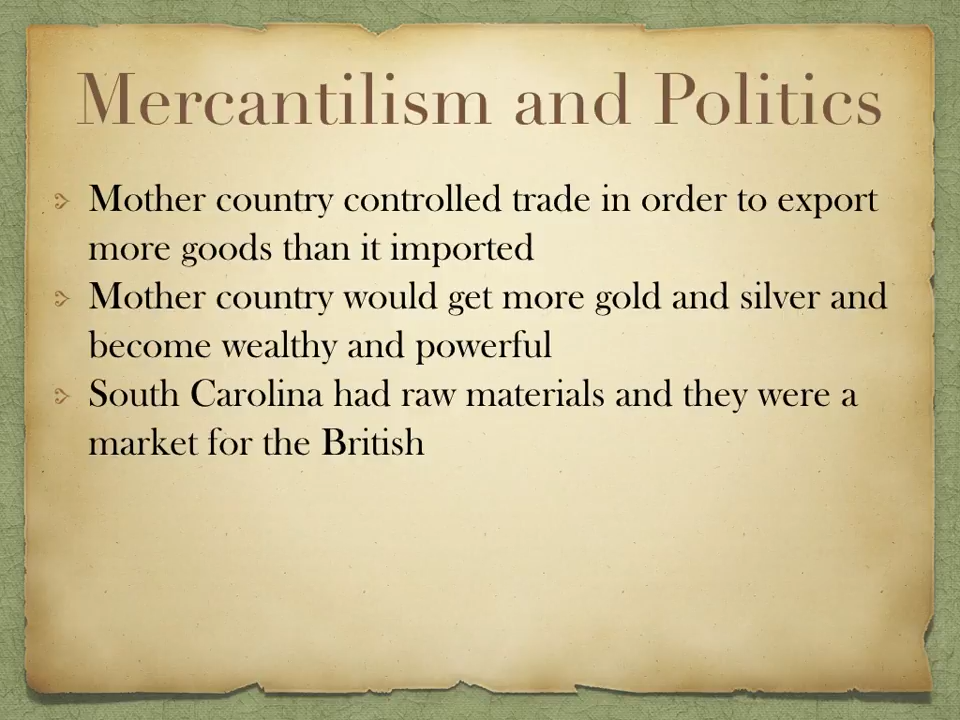 Mercantilism and Politics
Mother country controlled trade in order to export
more goods than it imported
Mother country would get more gold and silver and
become wealthy and powerful
South Carolina had raw materials and they were a
market for the British